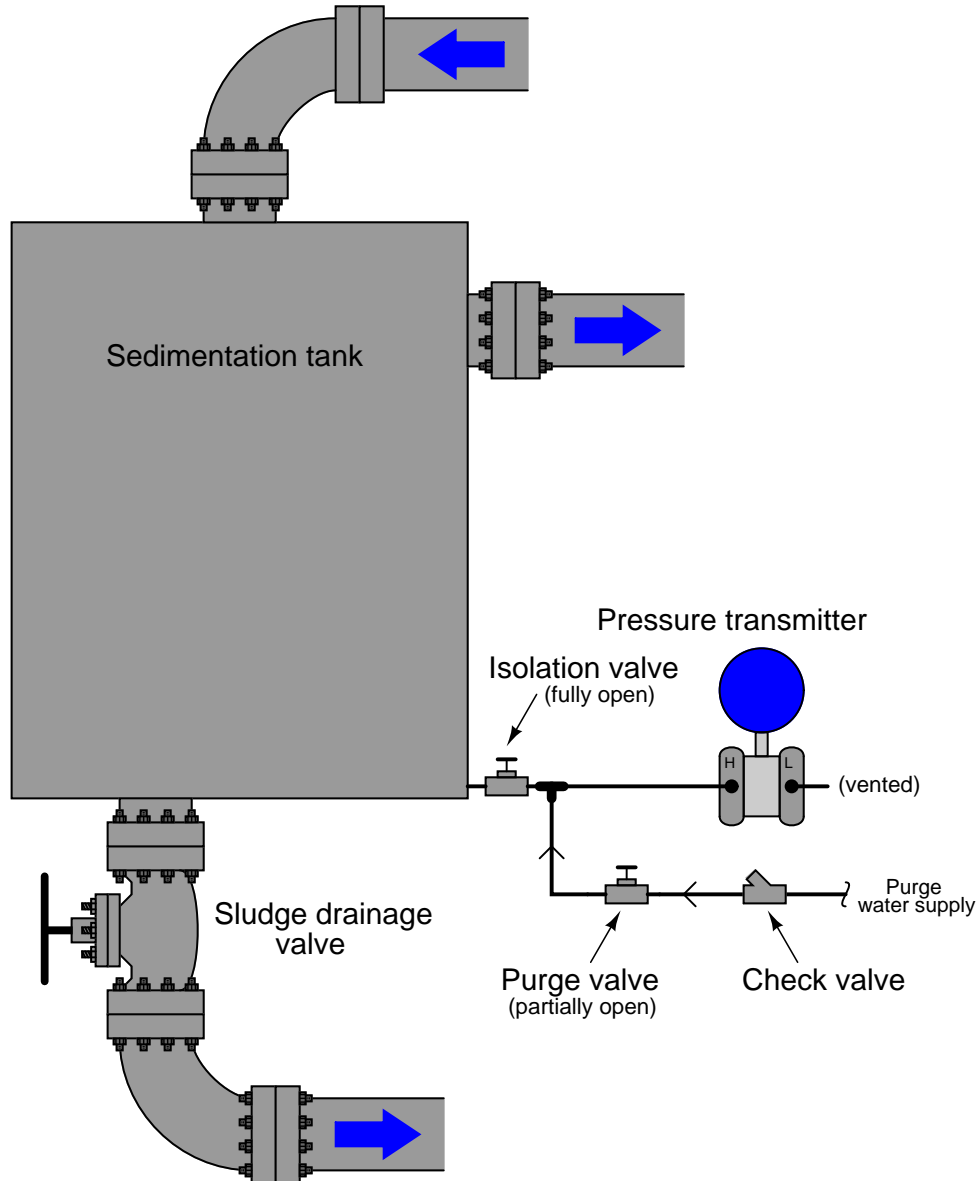 Sedimentation tank
Pressure transmitter
Isolation valve
(fully open)
H
L
(vented)
Sludge drainage
valve
Purge
water supply
Purge valve
(partially open)
Check valve